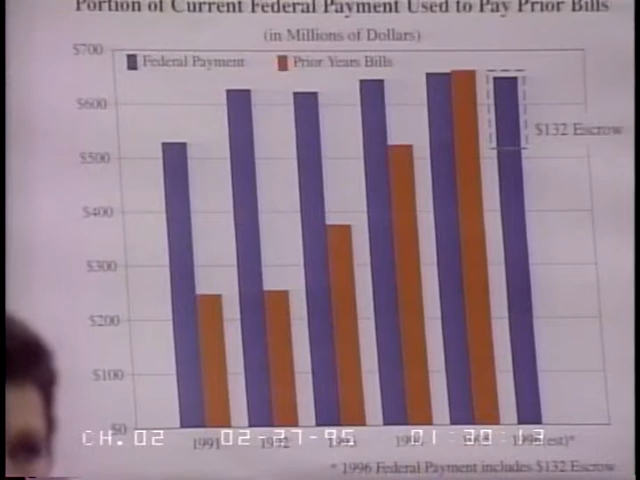 Portion of Current Federal Payment Used to Pay Prior Bills
(in Millions of Dollars)
$700
Federal Payment
Prior Years Bills
$600
$132 Escrow
$500
$400
$300
$200
$100
$0
CH.02 02-27-95 01:30:13
1991
* 1996 Federal Payment includes $132 Escrow